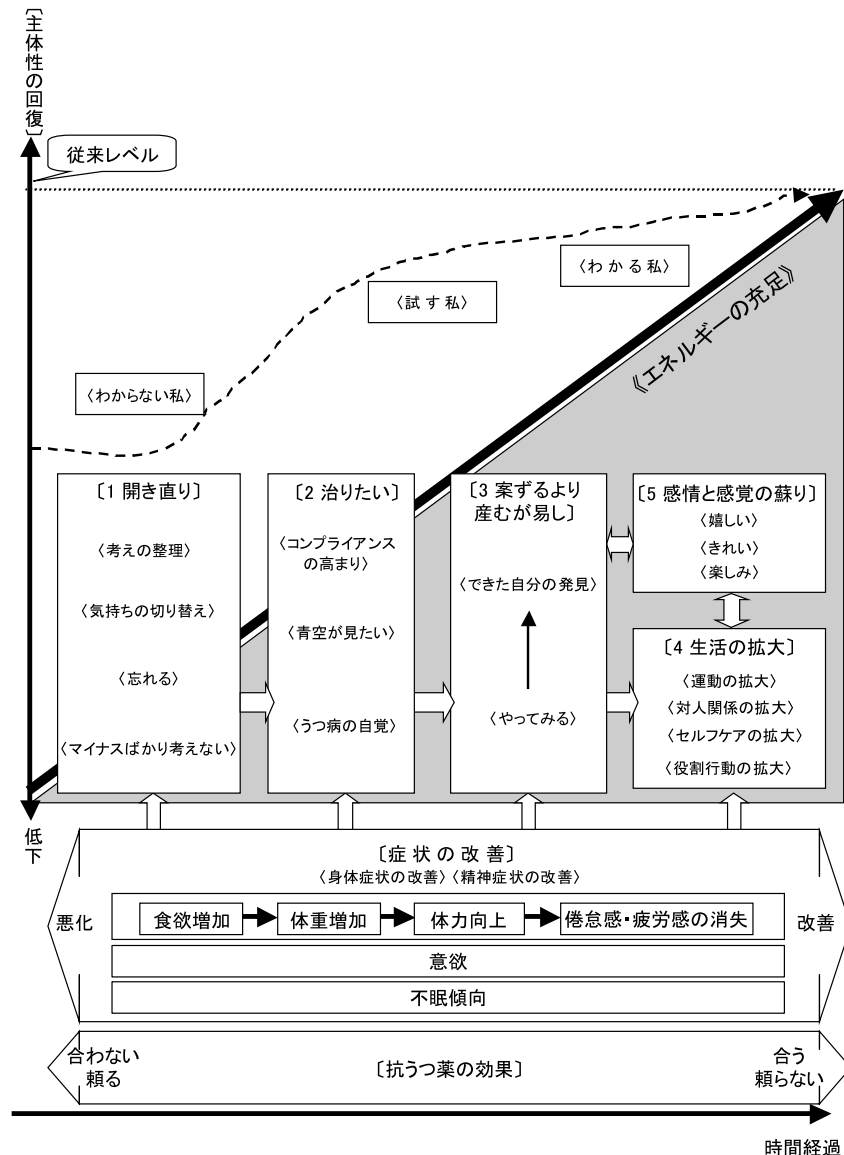 〔主体性の回復〕
従来レベル
〈わかる私〉
〈試す私〉
《エネルギーの充足》
〈わからない私〉
〔1 開き直り〕
〈考えの整理〉
〈気持ちの切り替え〉
〈忘れる〉
〈マイナスばかり考えない〉
〔2 治りたい〕
〈コンプライアンス
の高まり〉
〈青空が見たい〉
〈うつ病の自覚〉
〔3 案ずるより
産むが易し〕
〈できた自分の発見〉
〈やってみる〉
〔5 感情と感覚の蘇り〕
〈嬉しい〉
〈きれい〉
〈楽しみ〉
〔4 生活の拡大〕
〈運動の拡大〉
〈対人関係の拡大〉
〈セルフケアの拡大〉
〈役割行動の拡大〉
低下
〔症状の改善〕
〈身体症状の改善〉〈精神症状の改善〉
悪化
食欲増加
体重増加
体力向上
倦怠感・疲労感の消失
改善
意欲
不眠傾向
合わない
頼る
〔抗うつ薬の効果〕
合う
頼らない
時間経過